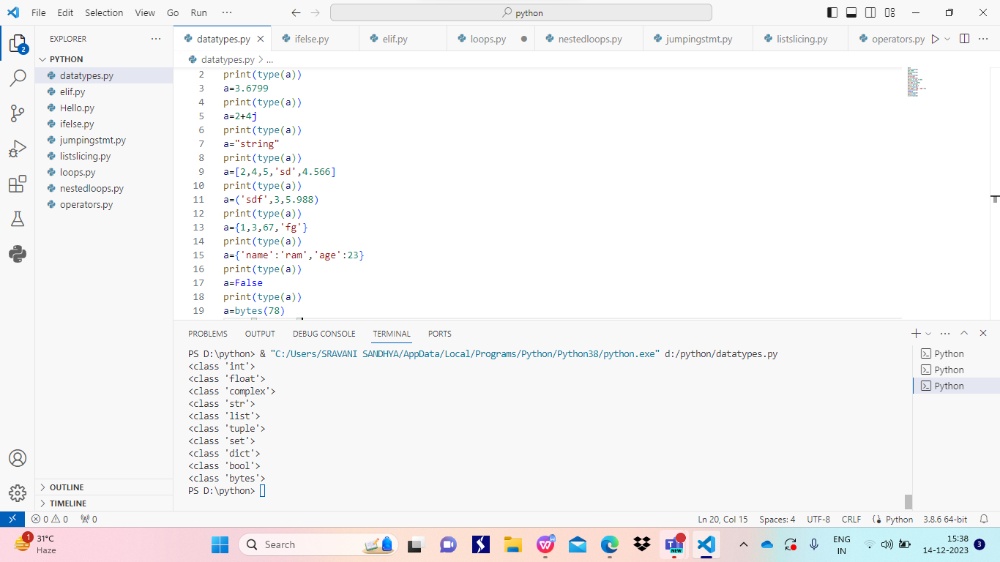 File Edit Selection View Go Run ··· python
EXPLORER ···
datatypes.py ifelse.py elif.py loops.py nestedloops.py jumpingstmt.py listslicing.py operators.py ···
PYTHON
datatypes.py
elif.py
Hello.py
ifelse.py
jumpingstmt.py
listslicing.py
loops.py
nestedloops.py
operators.py
OUTLINE
TIMELINE
2
datatypes.py > ...
2 print(type(a))
3 a=3.6799
4 print(type(a))
5 a=2+4j
6 print(type(a))
7 a="string"
8 print(type(a))
9 a=[2,4,5,'sd',4.566]
10 print(type(a))
11 a=('sdf',3,5.988)
12 print(type(a))
13 a={1,3,67,'fg'}
14 print(type(a))
15 a={'name':'ram','age':23}
16 print(type(a))
17 a=False
18 print(type(a))
19 a=bytes(78)
PROBLEMS OUTPUT DEBUG CONSOLE TERMINAL PORTS ···
PS D:\python> & "C:/Users/SRAVANI SANDHYA/AppData/Local/Programs/Python/Python38/python.exe" d:/python/datatypes.py
<class 'int'>
<class 'float'>
<class 'complex'>
<class 'str'>
<class 'list'>
<class 'tuple'>
<class 'set'>
<class 'dict'>
<class 'bool'>
<class 'bytes'>
PS D:\python>
Python
Python
Python
0 0 0 Ln 20, Col 15 Spaces: 4 UTF-8 CRLF Python 3.8.6 64-bit
1 31°C
Haze
Search
NEW
ENG
IN
15:38
14-12-2023
3